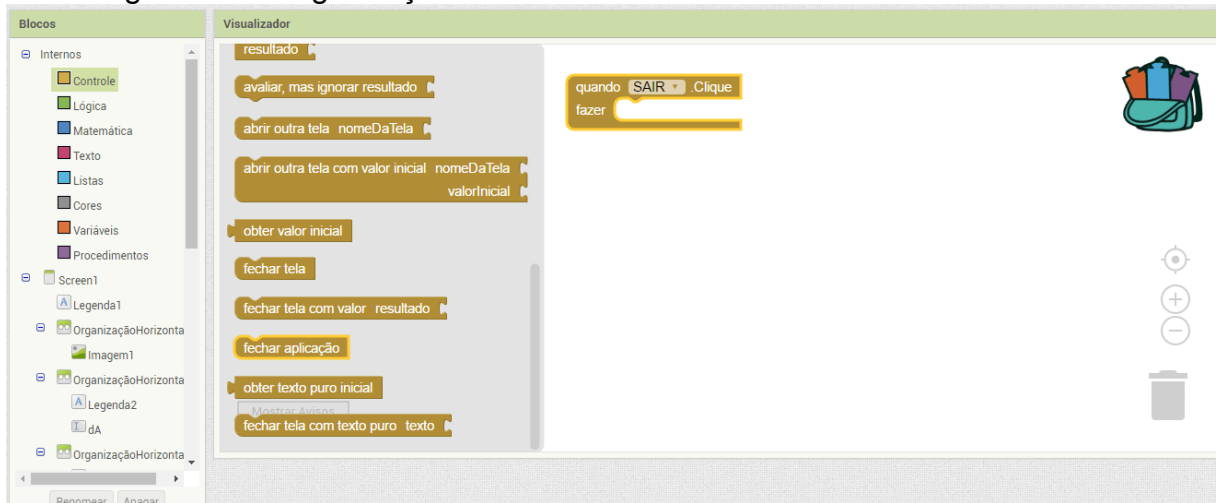 Blocos
Visualizador
Internos
Controle
Lógica
Matemática
Texto
Listas
Cores
Variáveis
Procedimentos
Screen1
Legenda1
OrganizaçãoHorizonta
Imagem1
OrganizaçãoHorizonta
Legenda2
dA
OrganizaçãoHorizonta
Renomear Apagar
resultado
avaliar, mas ignorar resultado
abrir outra tela nomeDaTela
abrir outra tela com valor inicial nomeDaTela
valorInicial
obter valor inicial
fechar tela
fechar tela com valor resultado
fechar aplicação
obter texto puro inicial
Mostrar Avisos
fechar tela com texto puro texto
quando SAIR .Clique
fazer